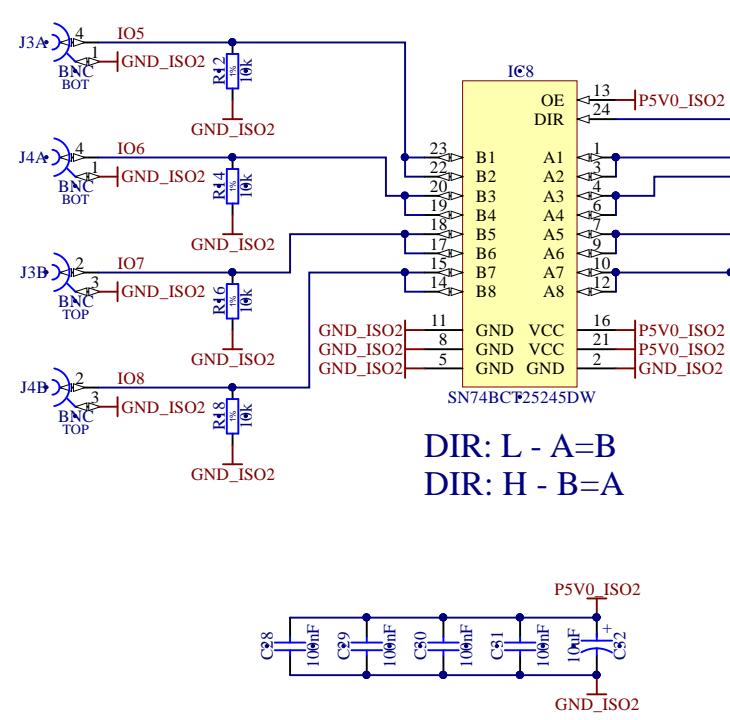 J3A 4 IO5
1 GND_ISO2
BNC
BOT
R12 1% 10k
GND_ISO2
J4A 4 IO6
1 GND_ISO2
BNC
BOT
R14 1% 10k
GND_ISO2
J3B 2 IO7
3 GND_ISO2
BNC
TOP
R16 1% 10k
GND_ISO2
J4B 2 IO8
3 GND_ISO2
BNC
TOP
R18 1% 10k
GND_ISO2
IC8
OE 13 P5V0_ISO2
DIR 24
23 B1 A1 1
22 B2 A2 3
20 B3 A3 4
19 B4 A4 6
18 B5 A5 7
17 B6 A6 9
15 B7 A7 10
14 B8 A8 12
GND_ISO2 11 GND VCC 16 P5V0_ISO2
GND_ISO2 8 GND VCC 21 P5V0_ISO2
GND_ISO2 5 GND GND 2 GND_ISO2
SN74BCT25245DW
DIR: L - A=B
DIR: H - B=A
P5V0_ISO2
C28 100nF C29 100nF C30 100nF C31 100nF 10uF + C32
GND_ISO2